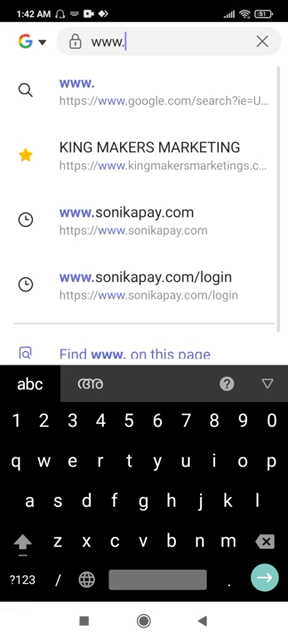 1:42 AM
51
G
www.
www.
https://www.google.com/search?ie=U...
KING MAKERS MARKETING
https://www.kingmakersmarketings.c...
www.sonikapay.com
https://www.sonikapay.com
www.sonikapay.com/login
https://www.sonikapay.com/login
Find www. on this page
abc അ ?
1 2 3 4 5 6 7 8 9 0
q w e r t y u i o p
a s d f g h j k l
z x c v b n m
?123 / .